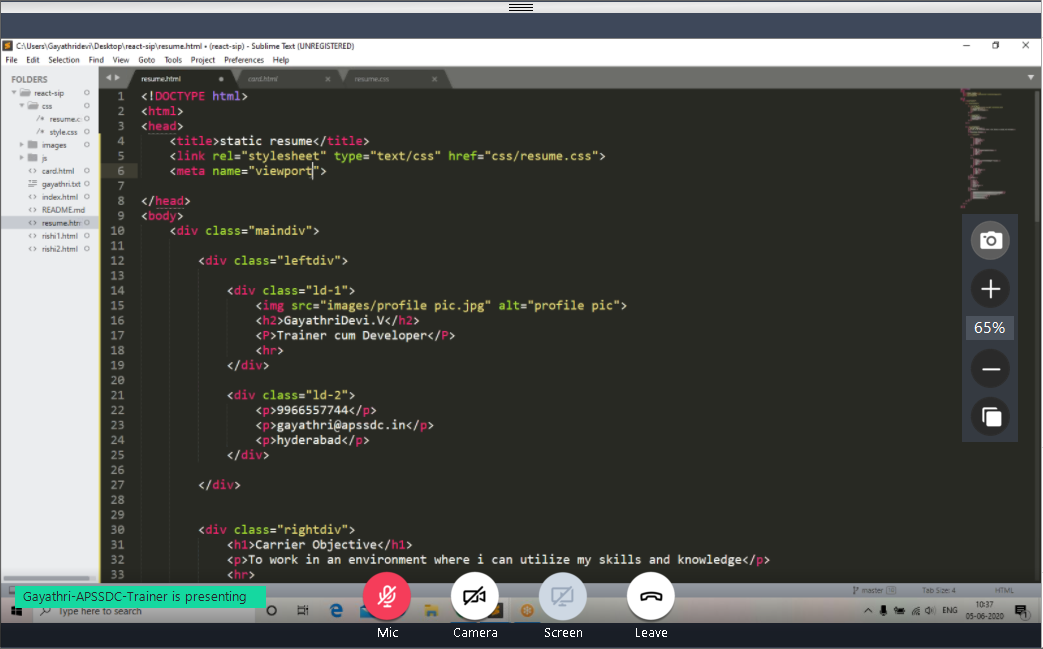 C:\Users\Gayathridevi\Desktop\react-sip\resume.html • (react-sip) - Sublime Text (UNREGISTERED)
File Edit Selection Find View Goto Tools Project Preferences Help
FOLDERS
react-sip
css
resume.c
style.css
images
js
card.html
gayathri.txt
index.html
README.md
resume.htm
rishi1.html
rishi2.html
resume.html card.html resume.css
1 <!DOCTYPE html>
2 <html>
3 <head>
4 <title>static resume</title>
5 <link rel="stylesheet" type="text/css" href="css/resume.css">
6 <meta name="viewport">
7
8 </head>
9 <body>
10 <div class="maindiv">
11
12 <div class="leftdiv">
13
14 <div class="ld-1">
15 <img src="images/profile pic.jpg" alt="profile pic">
16 <h2>GayathriDevi.V</h2>
17 <P>Trainer cum Developer</P>
18 <hr>
19 </div>
20
21 <div class="ld-2">
22 <p>9966557744</p>
23 <p>gayathri@apssdc.in</p>
24 <p>hyderabad</p>
25 </div>
26
27 </div>
28
29
30 <div class="rightdiv">
31 <h1>Carrier Objective</h1>
32 <p>To work in an environment where i can utilize my skills and knowledge</p>
33 <hr>
65%
master 10 Tab Size: 4 HTML
Gayathri-APSSDC-Trainer is presenting
Type here to search
ENG
10:37
05-06-2020
1
Mic Camera Screen Leave